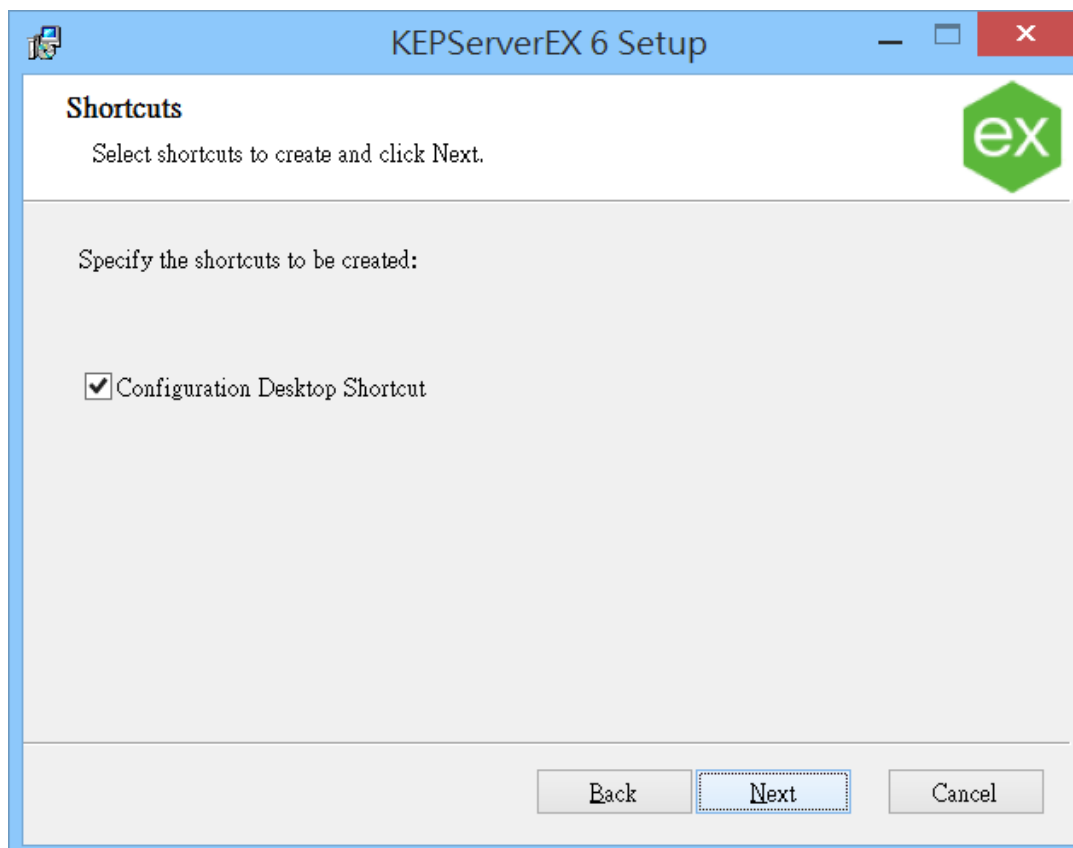 KEPServerEX 6 Setup
Shortcuts
Select shortcuts to create and click Next.
ex
Specify the shortcuts to be created:
Configuration Desktop Shortcut
Back Next Cancel